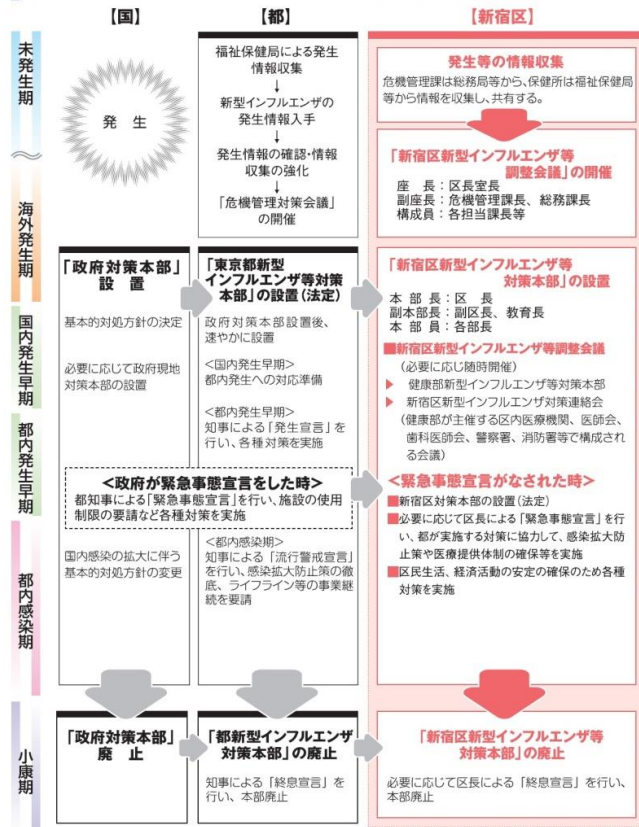 【国】
【都】
【新宿区】
未発生期
海外発生期
国内発生早期
都内発生早期
都内感染期
小康期
発生
福祉保健局による発生
情報収集
↓
新型インフルエンザの
発生情報入手
↓
発生情報の確認・情報
収集の強化
↓
「危機管理対策会議」
の開催
発生等の情報収集
危機管理課は総務局等から、保健所は福祉保健局
等から情報を収集し、共有する。
「新宿区新型インフルエンザ等
調整会議」の開催
座　長：区長室長
副座長：危機管理課長、総務課長
構成員：各担当課長等
「政府対策本部」
設　置
基本的対処方針の決定
必要に応じて政府現地
対策本部の設置
「東京都新型
インフルエンザ等対策
本部」の設置（法定）
政府対策本部設置後、
速やかに設置
＜国内発生早期＞
都内発生への対応準備
＜都内発生早期＞
知事による「発生宣言」を
行い、各種対策を実施
「新宿区新型インフルエンザ等
対策本部」の設置
本 部 長：区　長
副本部長：副区長、教育長
本 部 員：各部長
■新宿区新型インフルエンザ等調整会議
（必要に応じ随時開催）
▶ 健康部新型インフルエンザ等対策本部
▶ 新宿区新型インフルエンザ対策連絡会
（健康部が主催する区内医療機関、医師会、
歯科医師会、警察署、消防署等で構成され
る会議）
＜政府が緊急事態宣言をした時＞
都知事による「緊急事態宣言」を行い、施設の使用
制限の要請など各種対策を実施
＜緊急事態宣言がなされた時＞
■新宿区対策本部の設置（法定）
■必要に応じて区長による「緊急事態宣言」を行
い、都が実施する対策に協力して、感染拡大防
止策や医療提供体制の確保等を実施
■区民生活、経済活動の安定の確保のため各種
対策を実施
国内感染の拡大に伴う
基本的対処方針の変更
＜都内感染期＞
知事による「流行警戒宣言」
を行い、感染拡大防止策の徹
底、ライフライン等の事業継
続を要請
「政府対策本部」
廃　止
「都新型インフルエンザ
対策本部」の廃止
知事による「終息宣言」を
行い、本部廃止
「新宿区新型インフルエンザ等
対策本部」の廃止
必要に応じて区長による「終息宣言」を行い、
本部廃止